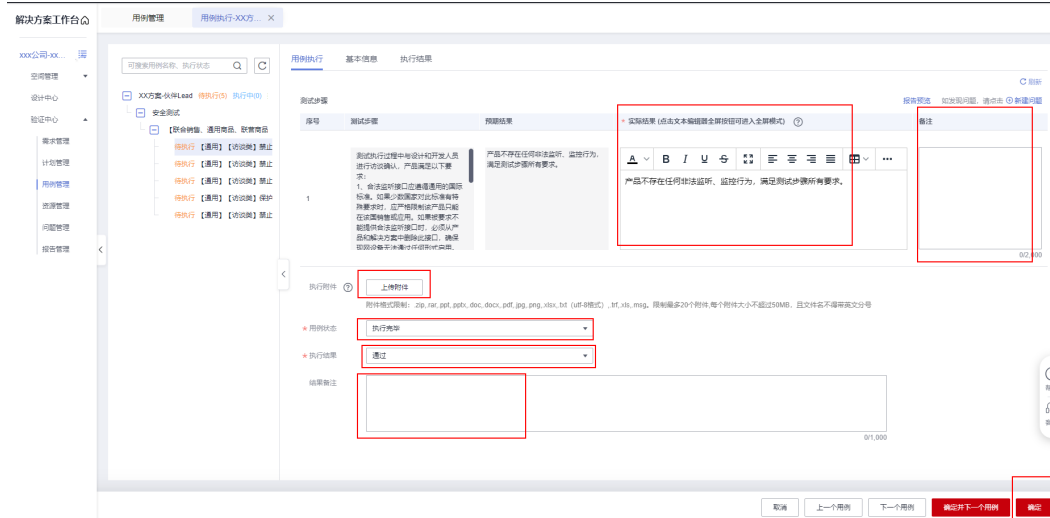 解决方案工作台
用例管理
用例执行-XX方... ×
xxx公司-xx...
空间管理
设计中心
验证中心
需求管理
计划管理
用例管理
资源管理
问题管理
报告管理
可搜索用例名称、执行状态
XX方案-伙伴Lead 待执行(5) 执行中(0)
安全测试
【联合销售、通用商品、联营商品
待执行 【通用】【访谈类】禁止
待执行 【通用】【访谈类】禁止
待执行 【通用】【访谈类】禁止
待执行 【通用】【访谈类】保护
待执行 【通用】【访谈类】禁止
用例执行 基本信息 执行结果
刷新
测试步骤
报告预览 如发现问题，请点击 新建问题
序号 测试步骤 预期结果 * 实际结果 (点击文本编辑器全屏按钮可进入全屏模式) 备注
1
测试执行过程中与设计和开发人员
进行访谈确认，产品满足以下要
求：
1、合法监听接口应遵循通用的国际
标准。如果少数国家对此标准有特
殊要求时，应严格限制该产品只能
在该国销售或应用。如果被要求不
能提供合法监听接口时，必须从产
品和解决方案中删除此接口，确保
现网设备无法通过任何形式启用。
产品不存在任何非法监听、监控行为，
满足测试步骤所有要求。
A B I U S
产品不存在任何非法监听、监控行为，满足测试步骤所有要求。
0/2,000
执行附件 上传附件
附件格式限制：.zip,.rar,.ppt,.pptx,.doc,.docx,.pdf,.jpg,.png,.xlsx,.txt（utf-8格式）,.trf,.xls,.msg。限制最多20个附件,每个附件大小不超过50MB、且文件名不得带英文分号
* 用例状态 执行完毕
* 执行结果 通过
结果备注
0/1,000
取消 上一个用例 下一个用例 确定并下一个用例 确定